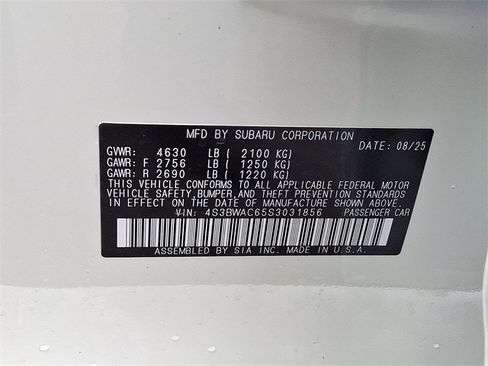 MFD BY SUBARU CORPORATION
DATE: 08/25
GVWR: 4630 LB ( 2100 KG)
GAWR: F 2756 LB ( 1250 KG)
GAWR: R 2690 LB ( 1220 KG)
THIS VEHICLE CONFORMS TO ALL APPLICABLE FEDERAL MOTOR
VEHICLE SAFETY, BUMPER, AND THEFT PREVENTION STANDARDS
IN EFFECT ON THE DATE OF MANUFACTURE SHOWN ABOVE.
VIN: 4S3BWAC65S3031856 PASSENGER CAR
ASSEMBLED BY SIA INC. MADE IN U.S.A.